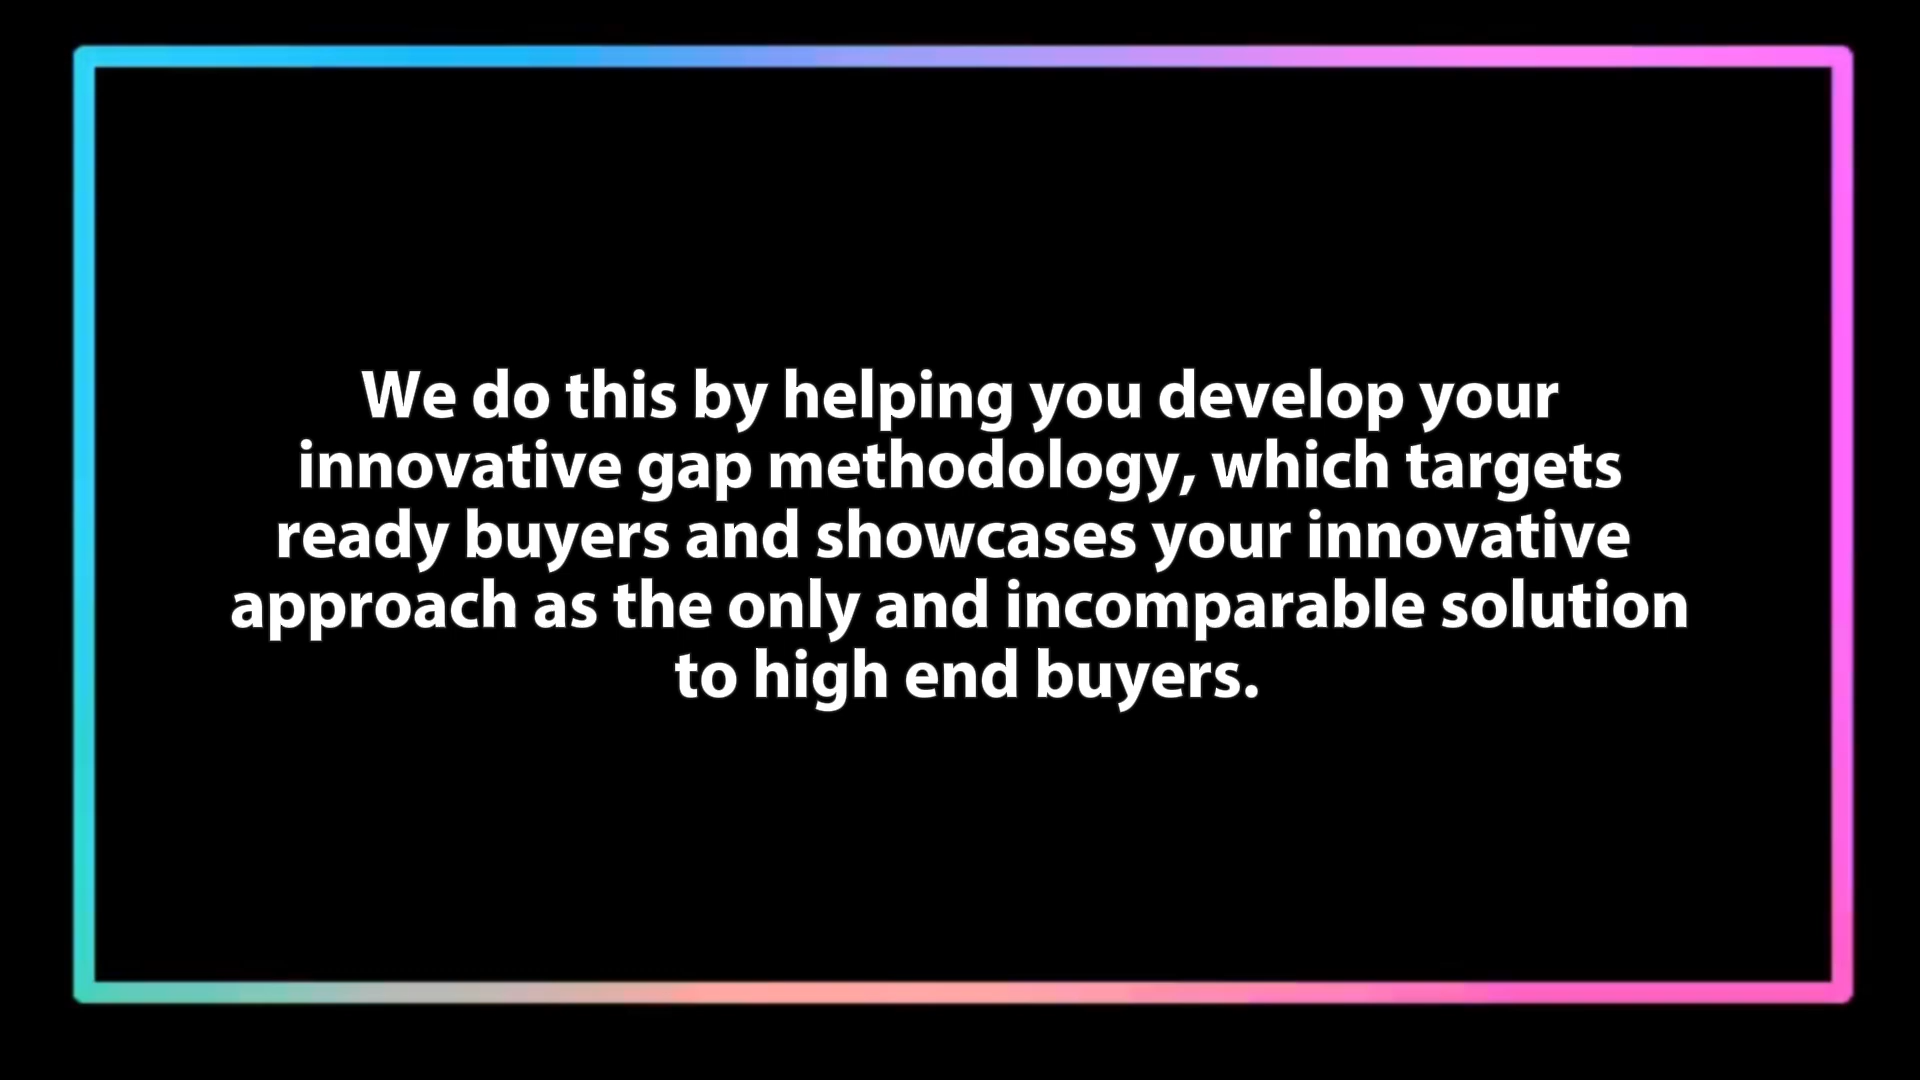 We do this by helping you develop your
innovative gap methodology, which targets
ready buyers and showcases your innovative
approach as the only and incomparable solution
to high end buyers.